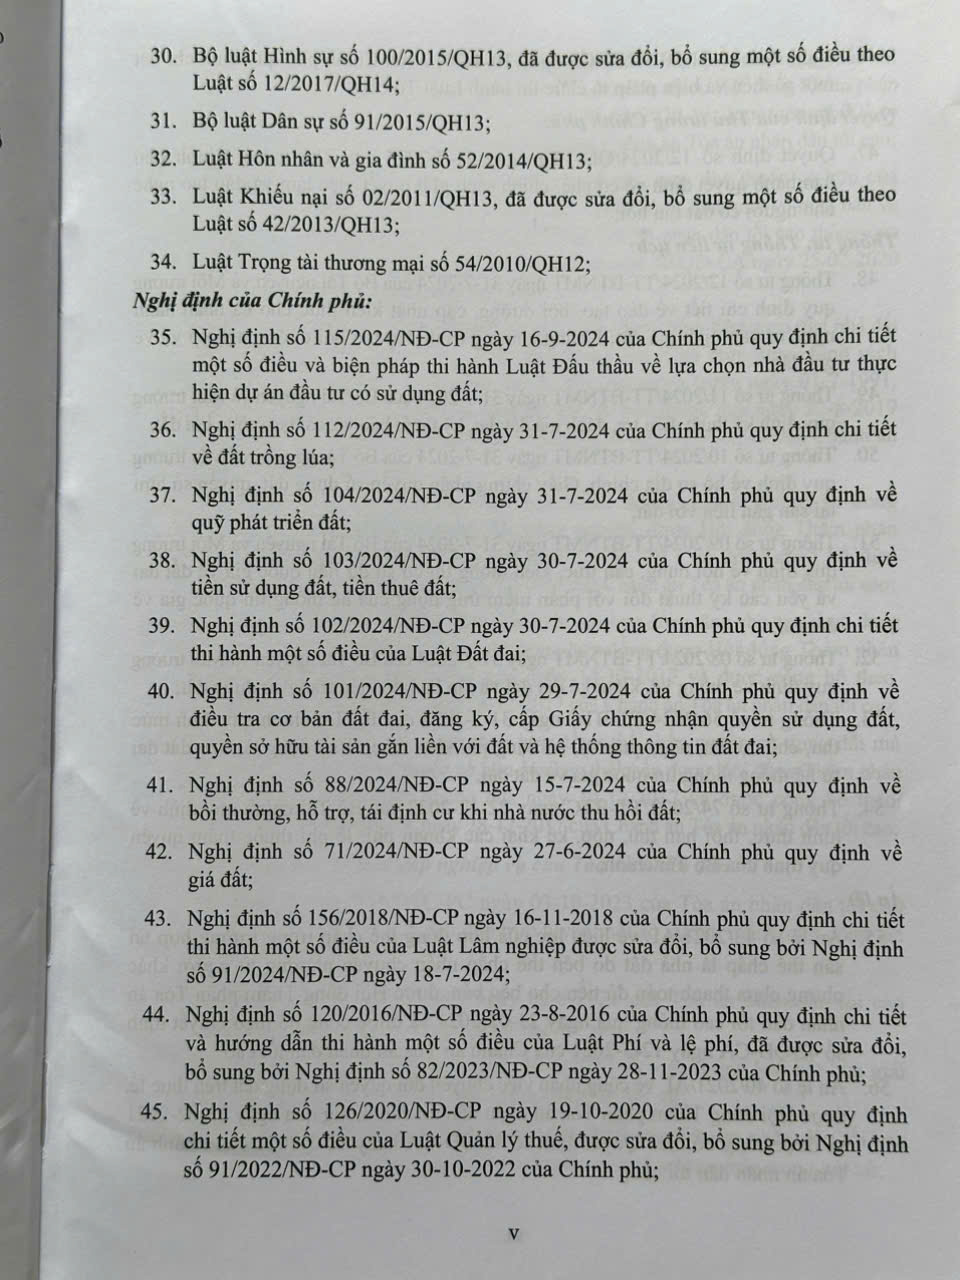 30. Bộ luật Hình sự số 100/2015/QH13, đã được sửa đổi, bổ sung một số điều theo
Luật số 12/2017/QH14;
31. Bộ luật Dân sự số 91/2015/QH13;
32. Luật Hôn nhân và gia đình số 52/2014/QH13;
33. Luật Khiếu nại số 02/2011/QH13, đã được sửa đổi, bổ sung một số điều theo
Luật số 42/2013/QH13;
34. Luật Trọng tài thương mại số 54/2010/QH12;
Nghị định của Chính phủ:
35. Nghị định số 115/2024/NĐ-CP ngày 16-9-2024 của Chính phủ quy định chi tiết
một số điều và biện pháp thi hành Luật Đấu thầu về lựa chọn nhà đầu tư thực
hiện dự án đầu tư có sử dụng đất;
36. Nghị định số 112/2024/NĐ-CP ngày 31-7-2024 của Chính phủ quy định chi tiết
về đất trồng lúa;
37. Nghị định số 104/2024/NĐ-CP ngày 31-7-2024 của Chính phủ quy định về
quỹ phát triển đất;
38. Nghị định số 103/2024/NĐ-CP ngày 30-7-2024 của Chính phủ quy định về
tiền sử dụng đất, tiền thuê đất;
39. Nghị định số 102/2024/NĐ-CP ngày 30-7-2024 của Chính phủ quy định chi tiết
thi hành một số điều của Luật Đất đai;
40. Nghị định số 101/2024/NĐ-CP ngày 29-7-2024 của Chính phủ quy định về
điều tra cơ bản đất đai, đăng ký, cấp Giấy chứng nhận quyền sử dụng đất,
quyền sở hữu tài sản gắn liền với đất và hệ thống thông tin đất đai;
41. Nghị định số 88/2024/NĐ-CP ngày 15-7-2024 của Chính phủ quy định về
bồi thường, hỗ trợ, tái định cư khi nhà nước thu hồi đất;
42. Nghị định số 71/2024/NĐ-CP ngày 27-6-2024 của Chính phủ quy định về
giá đất;
43. Nghị định số 156/2018/NĐ-CP ngày 16-11-2018 của Chính phủ quy định chi tiết
thi hành một số điều của Luật Lâm nghiệp được sửa đổi, bổ sung bởi Nghị định
số 91/2024/NĐ-CP ngày 18-7-2024;
44. Nghị định số 120/2016/NĐ-CP ngày 23-8-2016 của Chính phủ quy định chi tiết
và hướng dẫn thi hành một số điều của Luật Phí và lệ phí, đã được sửa đổi,
bổ sung bởi Nghị định số 82/2023/NĐ-CP ngày 28-11-2023 của Chính phủ;
45. Nghị định số 126/2020/NĐ-CP ngày 19-10-2020 của Chính phủ quy định
chi tiết một số điều của Luật Quản lý thuế, được sửa đổi, bổ sung bởi Nghị định
số 91/2022/NĐ-CP ngày 30-10-2022 của Chính phủ;
v